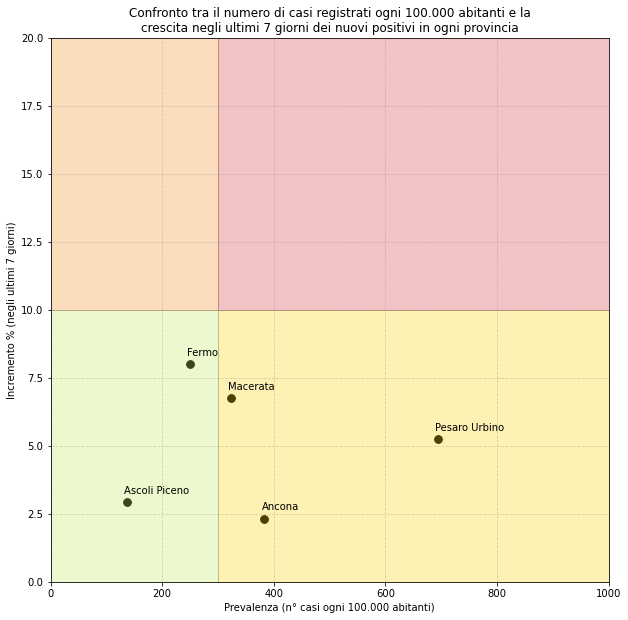 Confronto tra il numero di casi registrati ogni 100.000 abitanti e la
crescita negli ultimi 7 giorni dei nuovi positivi in ogni provincia
20.0
17.5
15.0
12.5
10.0
7.5
5.0
2.5
0.0
Incremento % (negli ultimi 7 giorni)
Fermo
Macerata
Pesaro Urbino
Ascoli Piceno
Ancona
0
200
400
600
800
1000
Prevalenza (n° casi ogni 100.000 abitanti)